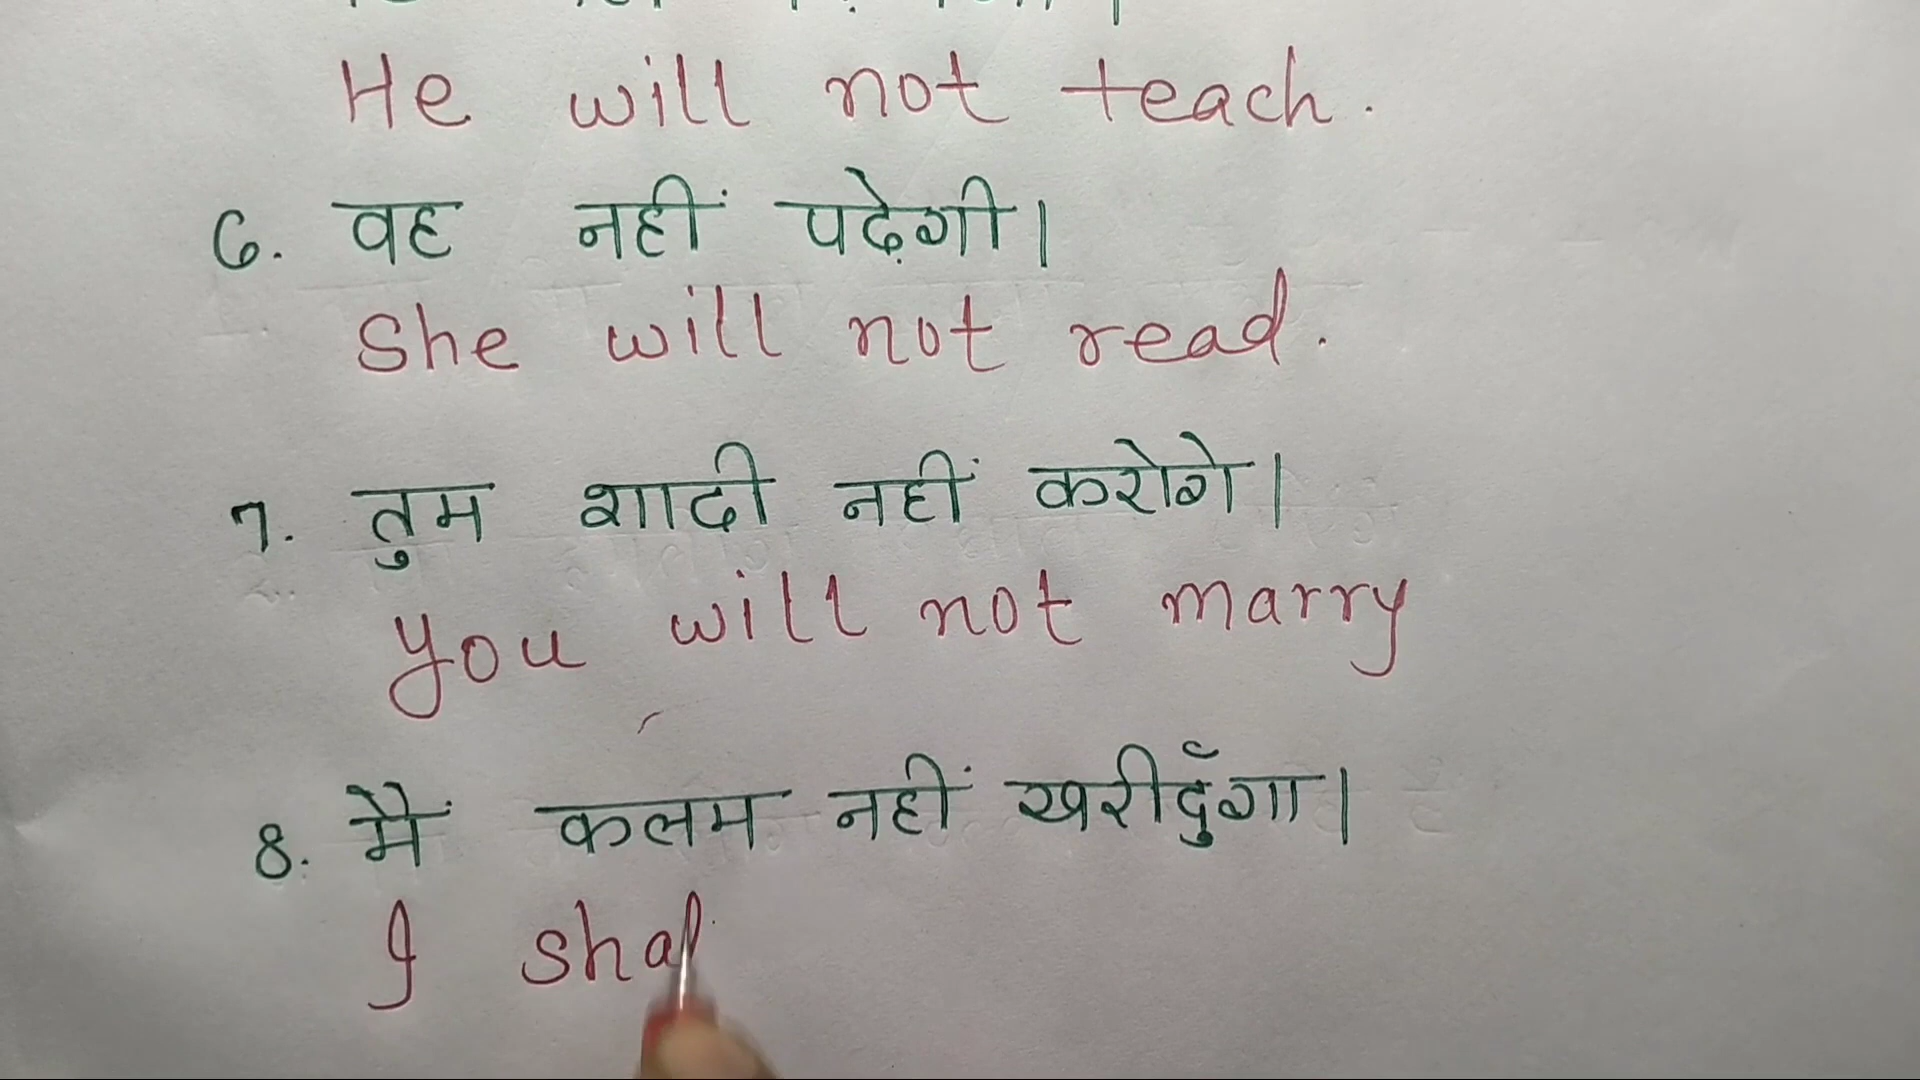 He will not teach.
6. वह नहीं पढ़ेगी।
She will not read.
7. तुम शादी नहीं करोगे।
you will not marry
8. मैं कलम नहीं खरीदुँगा।
I shal